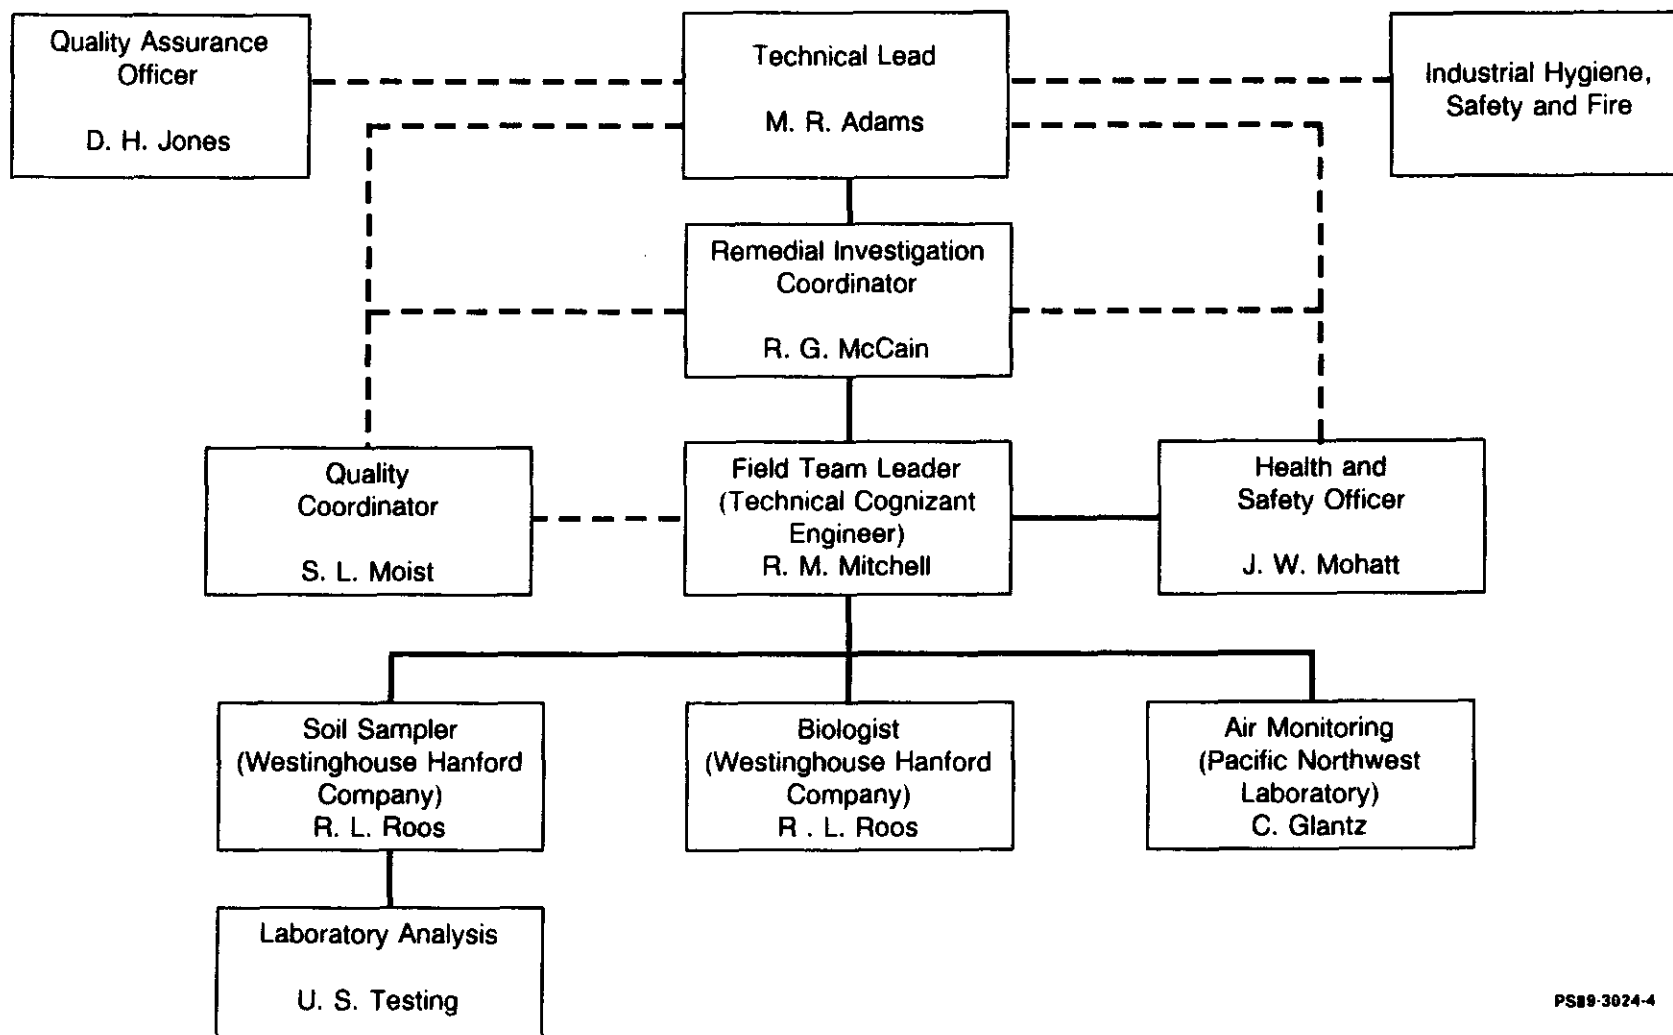 Quality Assurance
Officer
D. H. Jones
Technical Lead
M. R. Adams
Industrial Hygiene,
Safety and Fire
Remedial Investigation
Coordinator
R. G. McCain
Quality
Coordinator
S. L. Moist
Field Team Leader
(Technical Cognizant
Engineer)
R. M. Mitchell
Health and
Safety Officer
J. W. Mohatt
Soil Sampler
(Westinghouse Hanford
Company)
R. L. Roos
Biologist
(Westinghouse Hanford
Company)
R . L. Roos
Air Monitoring
(Pacific Northwest
Laboratory)
C. Glantz
Laboratory Analysis
U. S. Testing
PS89-3024-4